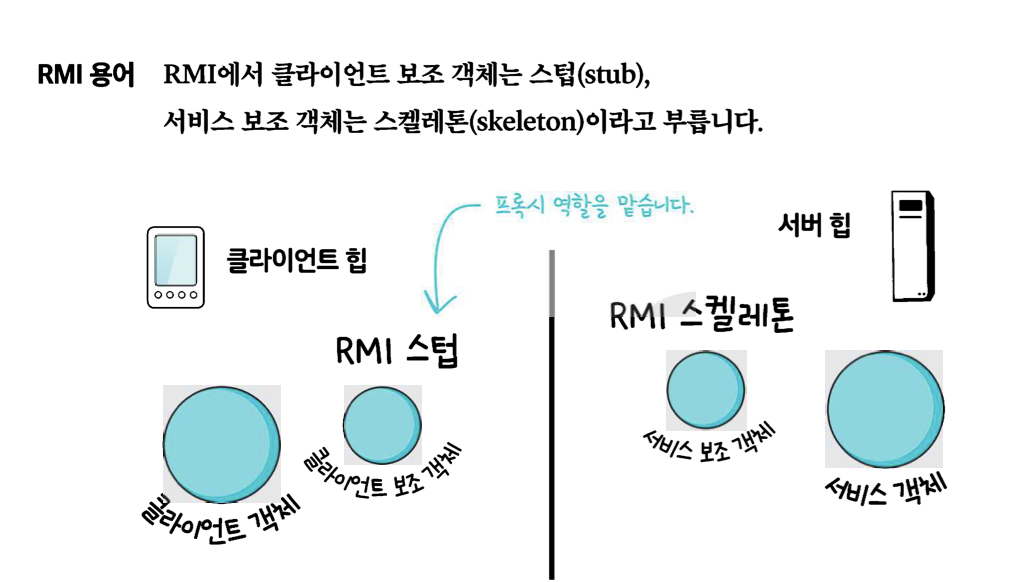 RMI 용어 RMI에서 클라이언트 보조 객체는 스텁(stub),
서비스 보조 객체는 스켈레톤(skeleton)이라고 부릅니다.
프록시 역할을 맡습니다.
서버 힙
클라이언트 힙
RMI 스켈레톤
RMI 스텁
클라이언트 객체
클라이언트 보조 객체
서비스 보조 객체
서비스 객체